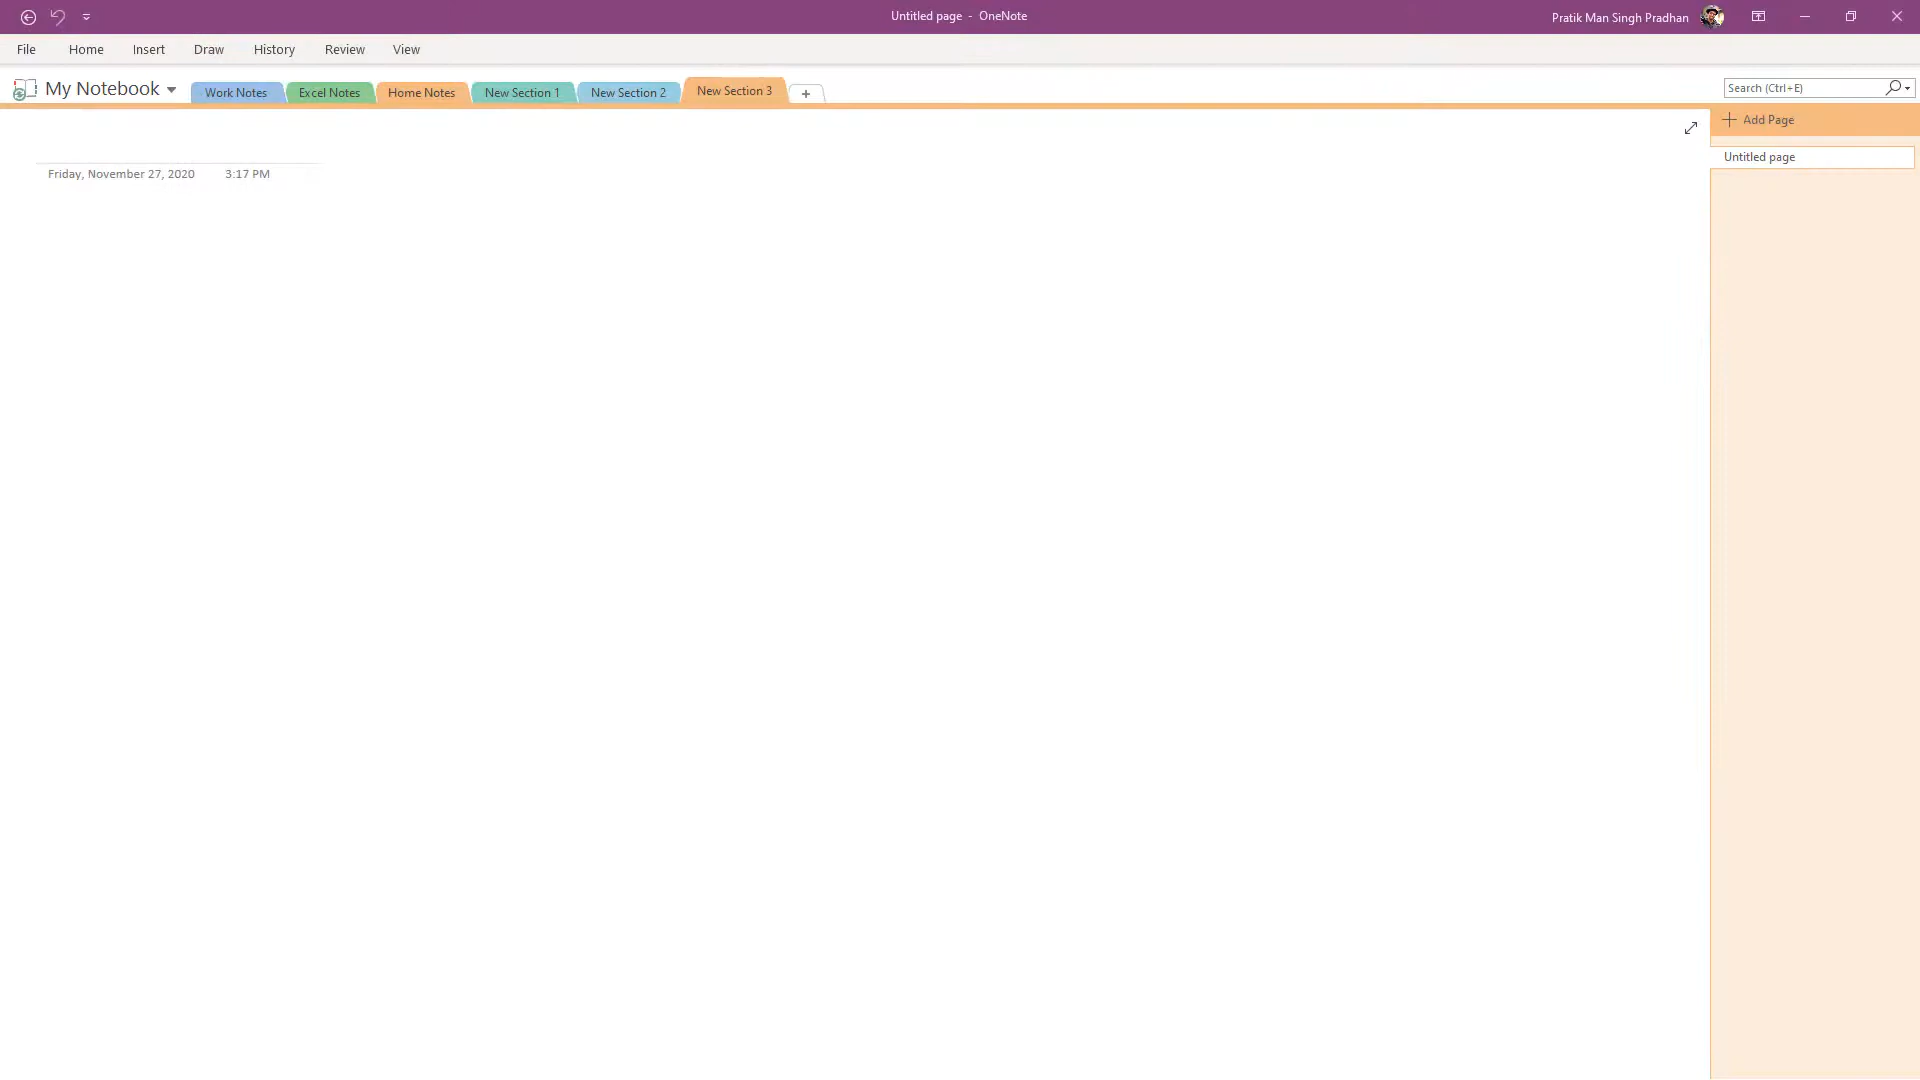 Untitled page - OneNote
Pratik Man Singh Pradhan
File Home Insert Draw History Review View
My Notebook Work Notes Excel Notes Home Notes New Section 1 New Section 2 New Section 3 +
Search (Ctrl+E)
Add Page
Untitled page
Friday, November 27, 2020 3:17 PM